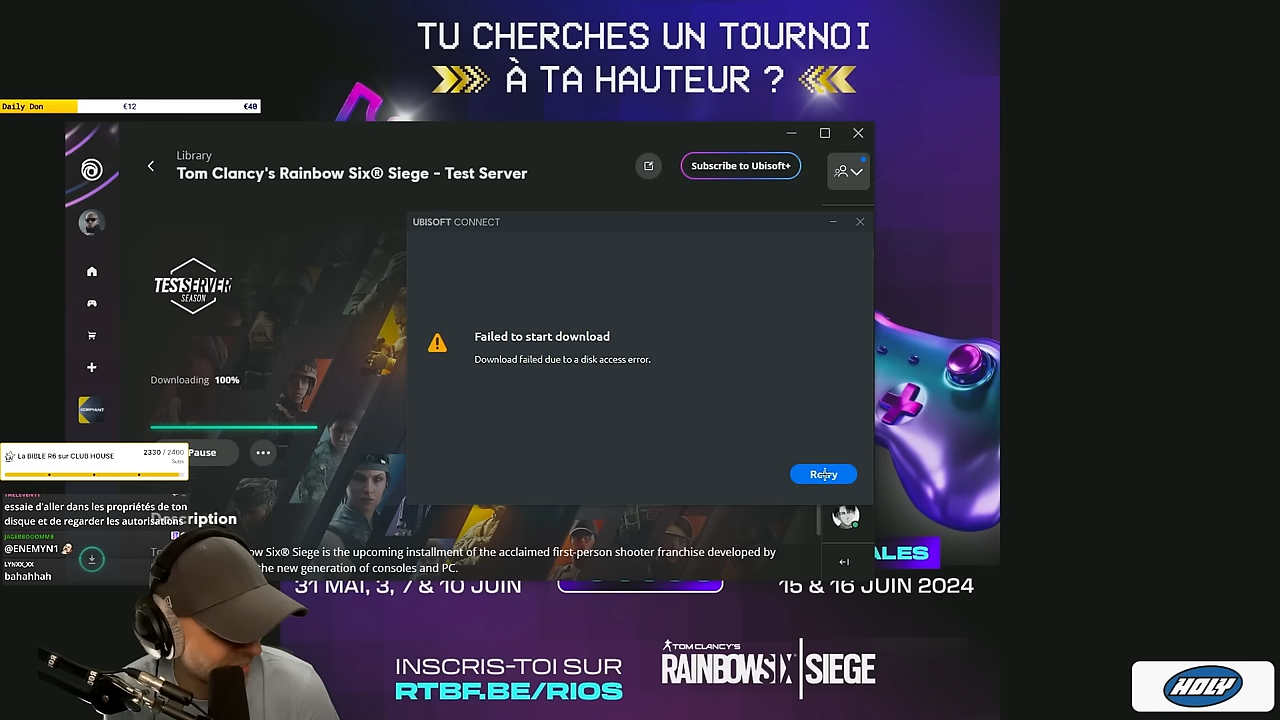 TU CHERCHES UN TOURNOI
À TA HAUTEUR ?
Daily Don €12 €40
Library
Tom Clancy's Rainbow Six® Siege - Test Server
Subscribe to Ubisoft+
UBISOFT CONNECT
TEST SERVER
SEASON
Failed to start download
Download failed due to a disk access error.
Downloading 100%
Pause
Retry
La BIBLE R6 sur CLUB HOUSE 2330 / 2400
Subs
essaie d'aller dans les propriétés de ton
disque et de regarder les autorisations
JAGERBDOOMMB
@ENEMYN1
LYNXX_XX
bahahhah
ow Six® Siege is the upcoming installment of the acclaimed first-person shooter franchise developed by
the new generation of consoles and PC.
31 MAI, 3, 7 & 10 JUIN
15 & 16 JUIN 2024
INSCRIS-TOI SUR
RTBF.BE/RIOS
TOM CLANCY'S
RAINBOW SIX SIEGE
HOLY